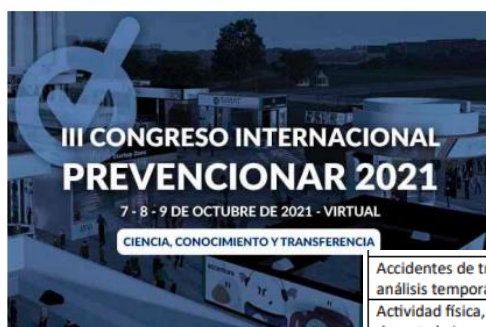 III CONGRESO INTERNACIONAL
PREVENCIONAR 2021
7 - 8 - 9 DE OCTUBRE DE 2021 - VIRTUAL
CIENCIA, CONOCIMIENTO Y TRANSFERENCIA
Accidentes de
análisis
Actividad física,